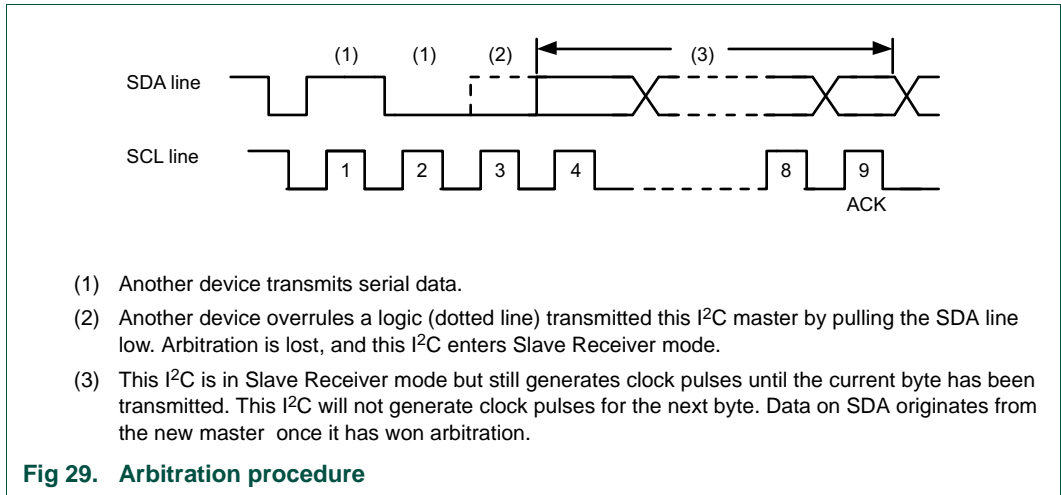 (1) (1) (2) (3)
SDA line
SCL line
1 2 3 4 8 9
ACK
(1) Another device transmits serial data.
(2) Another device overrules a logic (dotted line) transmitted this I²C master by pulling the SDA line
low. Arbitration is lost, and this I²C enters Slave Receiver mode.
(3) This I²C is in Slave Receiver mode but still generates clock pulses until the current byte has been
transmitted. This I²C will not generate clock pulses for the next byte. Data on SDA originates from
the new master once it has won arbitration.
Fig 29. Arbitration procedure